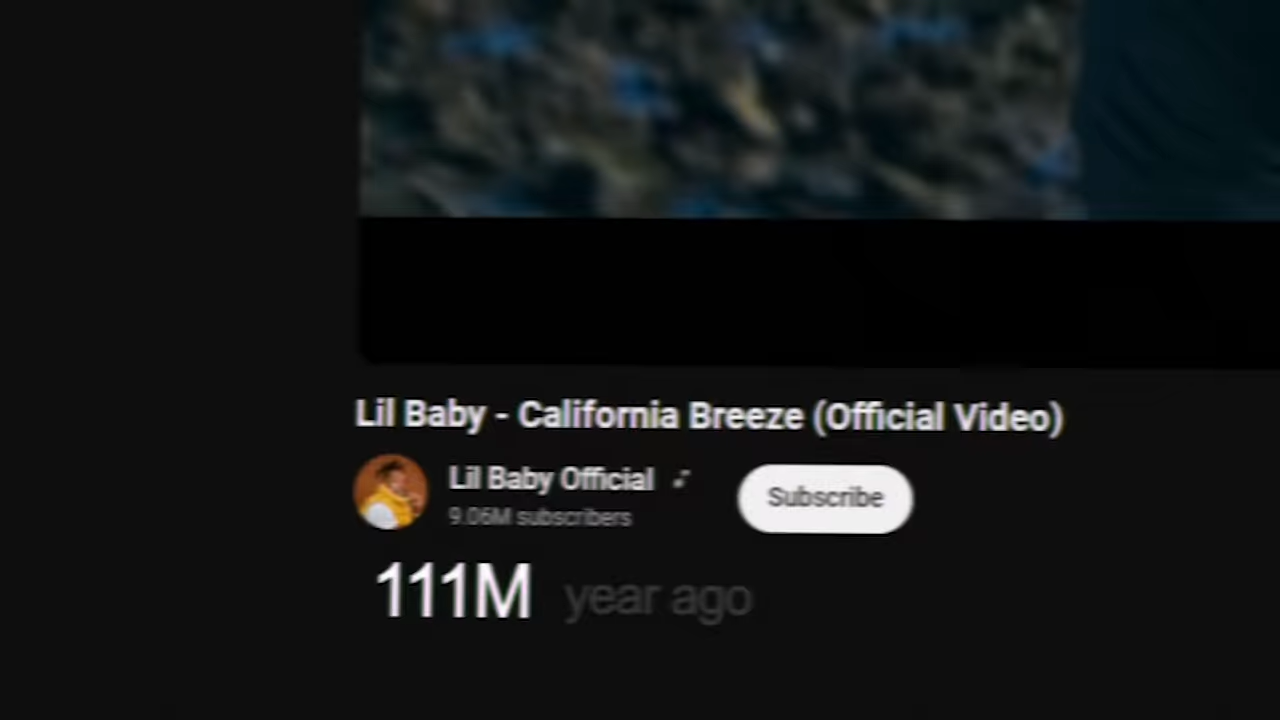 Lil Baby - California Breeze (Official Video)
Lil Baby Official
9.06M subscribers
Subscribe
111M year ago